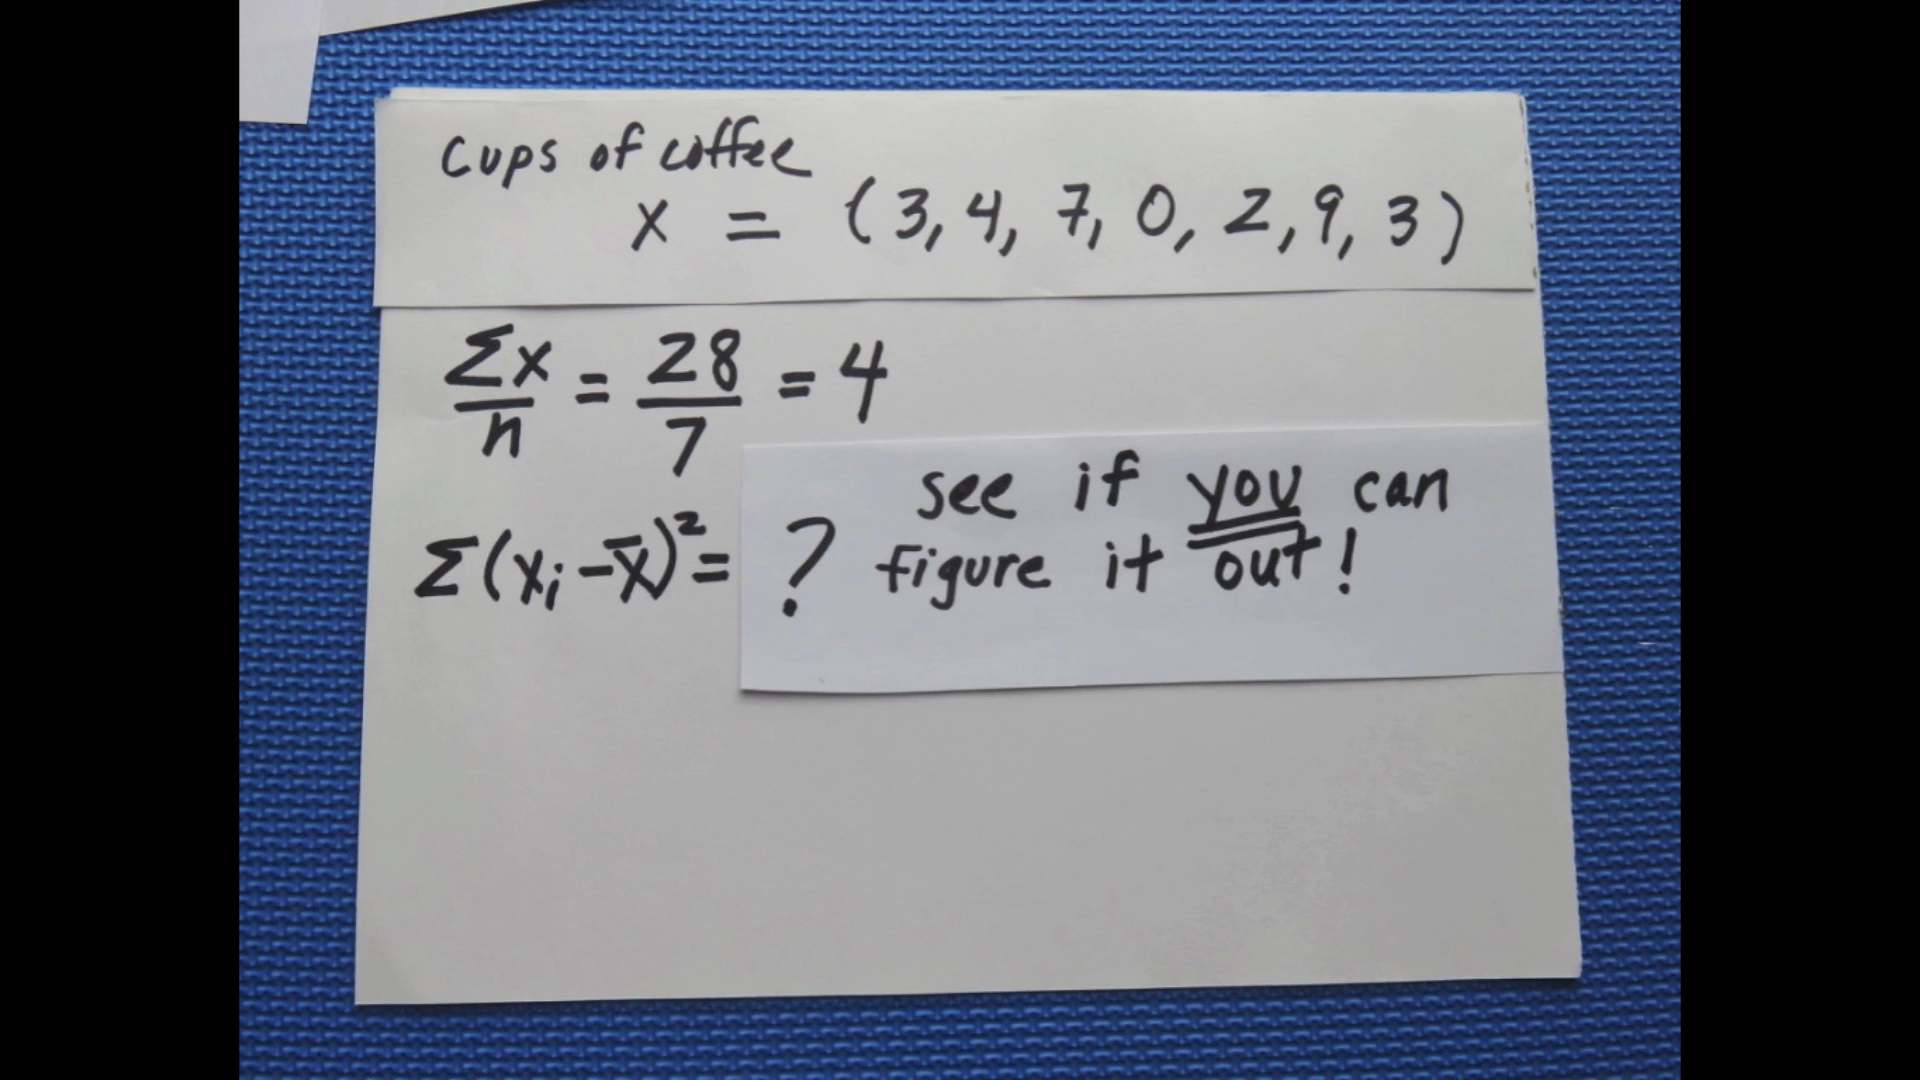 cups of coffee
x = (3, 4, 7, 0, 2, 9, 3)
Σx/n = 28/7 = 4
see if you can
Σ(xi - x̄)² = ? figure it out!